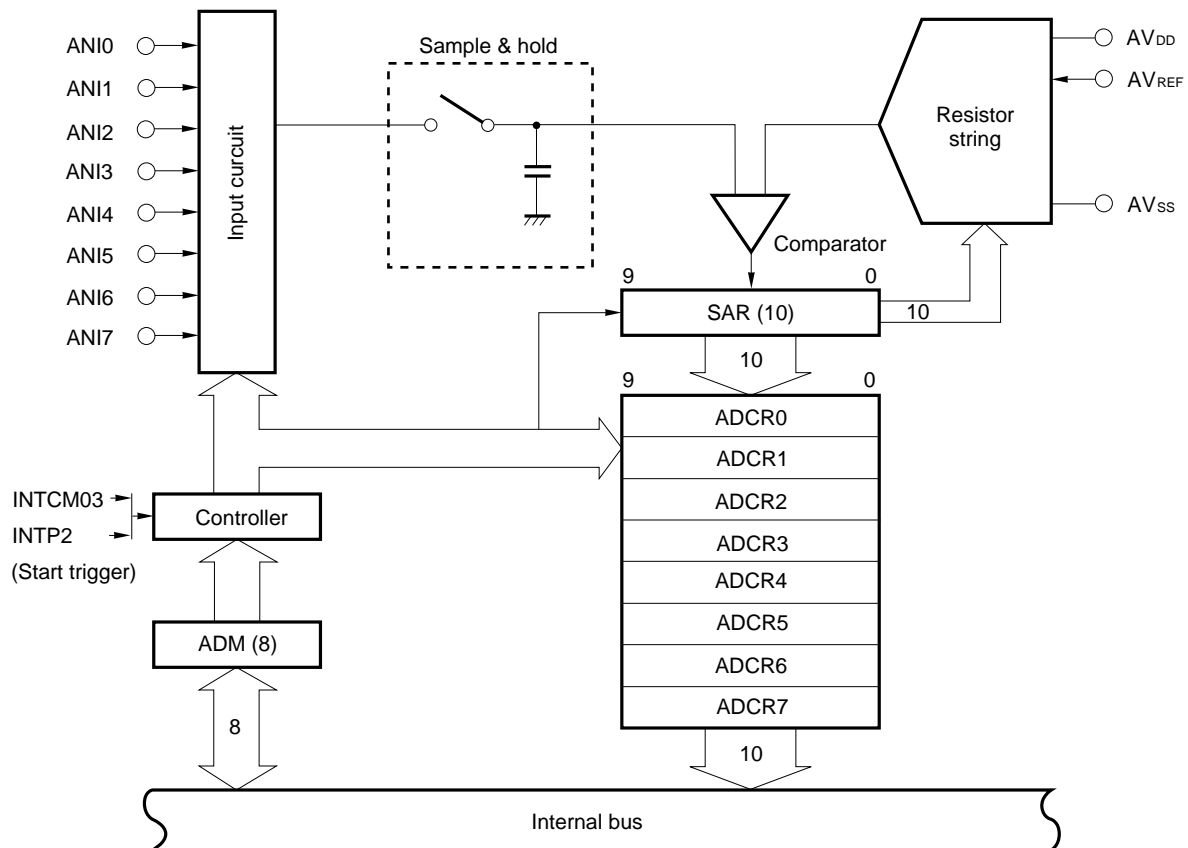 ANI0
ANI1
ANI2
ANI3
ANI4
ANI5
ANI6
ANI7
Input curcuit
Sample & hold
Resistor
string
AVDD
AVREF
AVSS
Comparator
9
0
SAR (10)
10
10
9
0
ADCR0
ADCR1
ADCR2
ADCR3
ADCR4
ADCR5
ADCR6
ADCR7
10
INTCM03
INTP2
(Start trigger)
Controller
ADM (8)
8
Internal bus